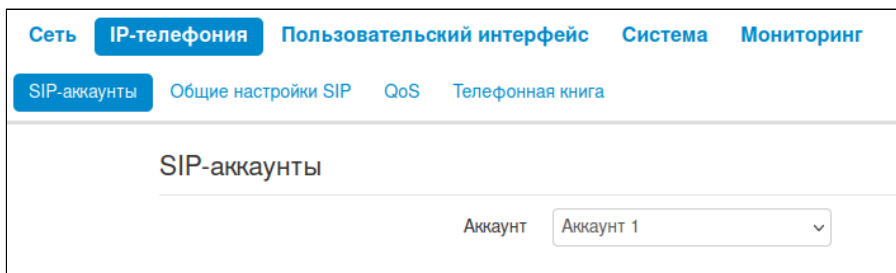 Сеть IP-телефония Пользовательский интерфейс Система Мониторинг
SIP-аккаунты Общие настройки SIP QoS Телефонная книга
SIP-аккаунты
Аккаунт Аккаунт 1